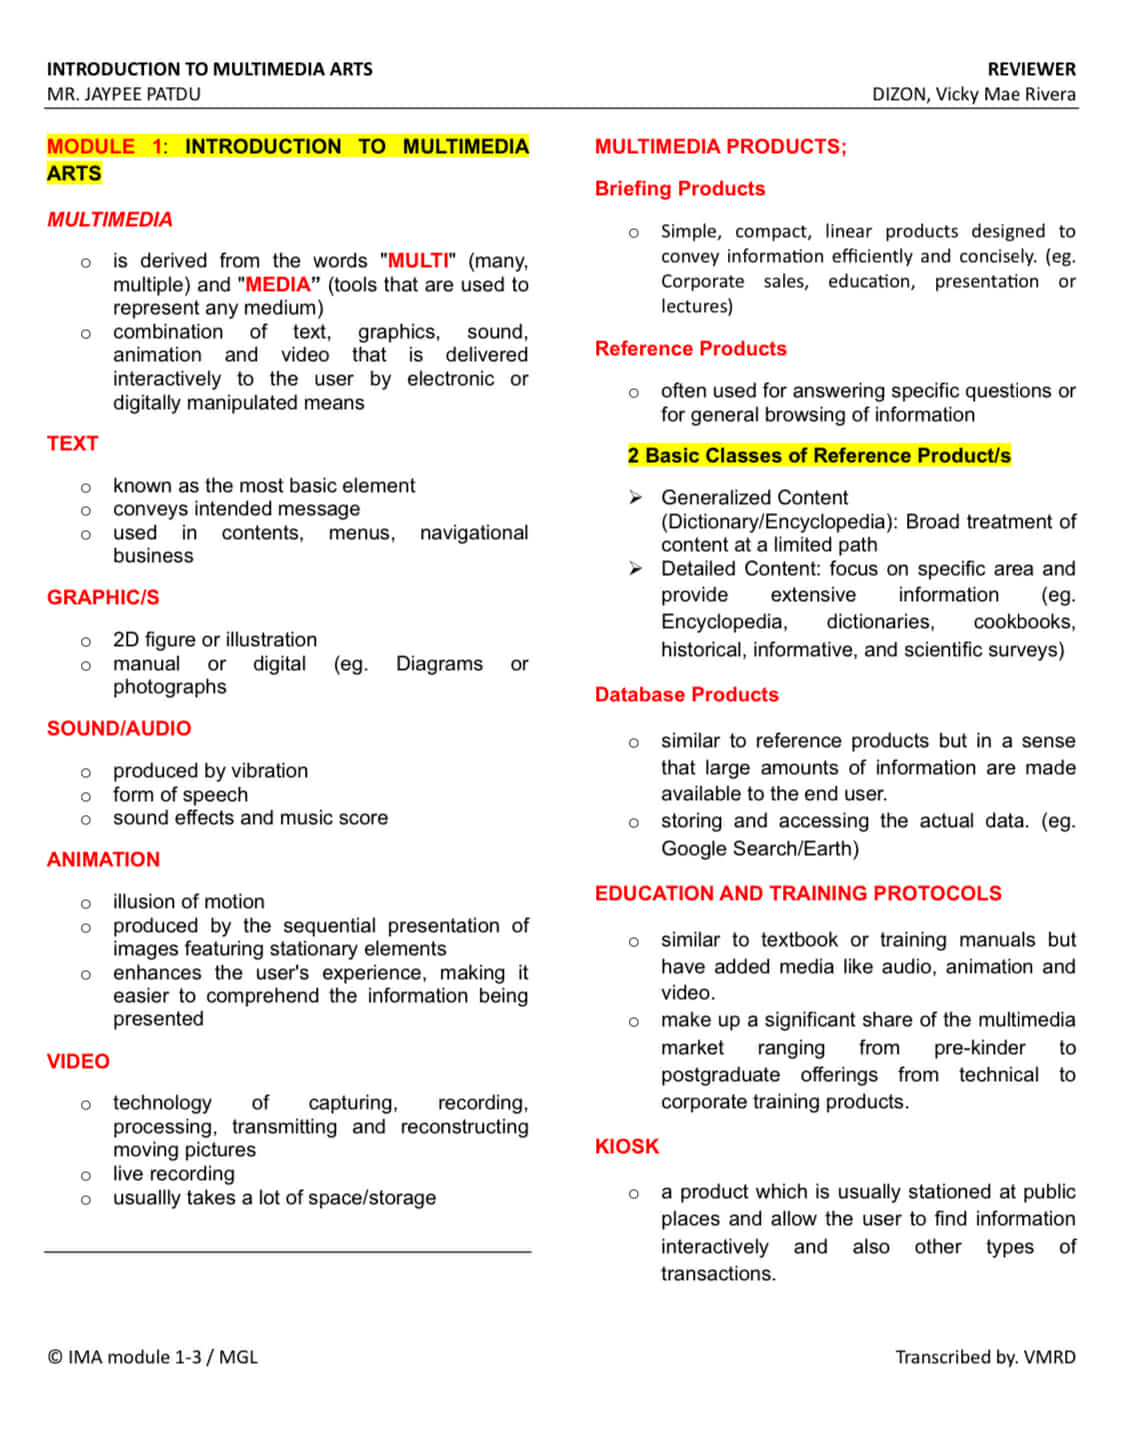 INTRODUCTION TO MULTIMEDIA ARTS
REVIEWER
MR. JAYPEE PATDU
DIZON, Vicky Mae Rivera
MODULE 1: INTRODUCTION TO MULTIMEDIA
ARTS
MULTIMEDIA
o is derived from the words "MULTI" (many,
multiple) and "MEDIA” (tools that are used to
represent any medium)
o combination of text, graphics, sound,
animation and video that is delivered
interactively to the user by electronic or
digitally manipulated means
TEXT
o known as the most basic element
o conveys intended message
o used in contents, menus, navigational
business
GRAPHIC/S
o 2D figure or illustration
o manual or digital (eg. Diagrams or
photographs
SOUND/AUDIO
o produced by vibration
o form of speech
o sound effects and music score
ANIMATION
o illusion of motion
o produced by the sequential presentation of
images featuring stationary elements
o enhances the user's experience, making it
easier to comprehend the information being
presented
VIDEO
o technology of capturing, recording,
processing, transmitting and reconstructing
moving pictures
o live recording
o usuallly takes a lot of space/storage
MULTIMEDIA PRODUCTS;
Briefing Products
o Simple, compact, linear products designed to
convey information efficiently and concisely. (eg.
Corporate sales, education, presentation or
lectures)
Reference Products
o often used for answering specific questions or
for general browsing of information
2 Basic Classes of Reference Product/s
➢ Generalized Content
(Dictionary/Encyclopedia): Broad treatment of
content at a limited path
➢ Detailed Content: focus on specific area and
provide extensive information (eg.
Encyclopedia, dictionaries, cookbooks,
historical, informative, and scientific surveys)
Database Products
o similar to reference products but in a sense
that large amounts of information are made
available to the end user.
o storing and accessing the actual data. (eg.
Google Search/Earth)
EDUCATION AND TRAINING PROTOCOLS
o similar to textbook or training manuals but
have added media like audio, animation and
video.
o make up a significant share of the multimedia
market ranging from pre-kinder to
postgraduate offerings from technical to
corporate training products.
KIOSK
o a product which is usually stationed at public
places and allow the user to find information
interactively and also other types of
transactions.
© IMA module 1-3 / MGL
Transcribed by. VMRD